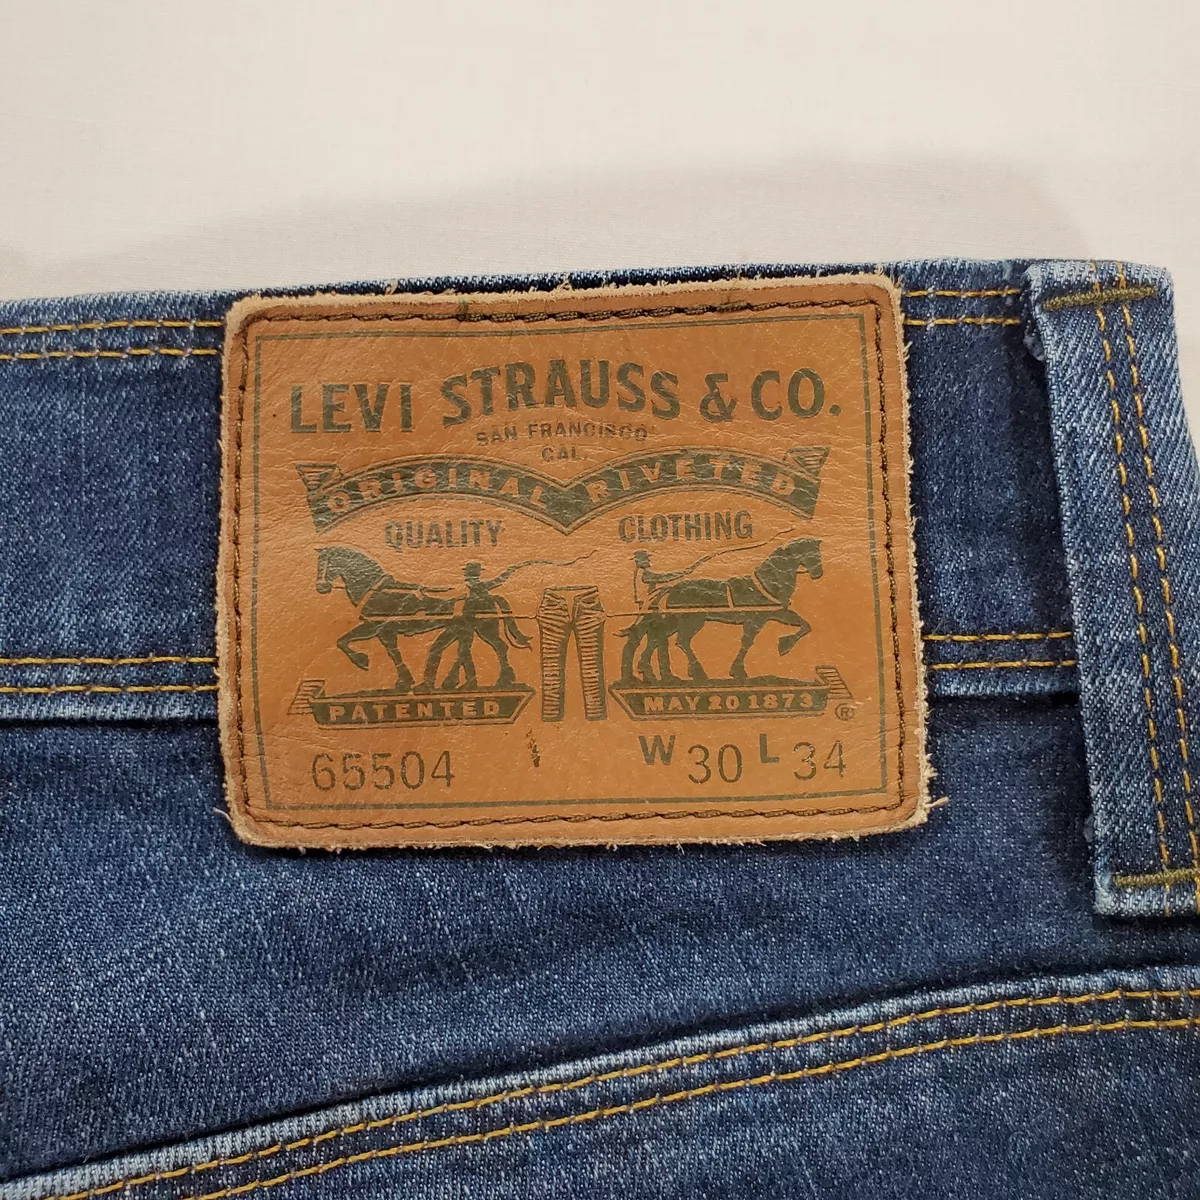 LEVI STRAUSS & CO.
SAN FRANCISCO
CAL
ORIGINAL RIVETED
QUALITY CLOTHING
PATENTED MAY 20 1873 ®
65504 W 30 L 34